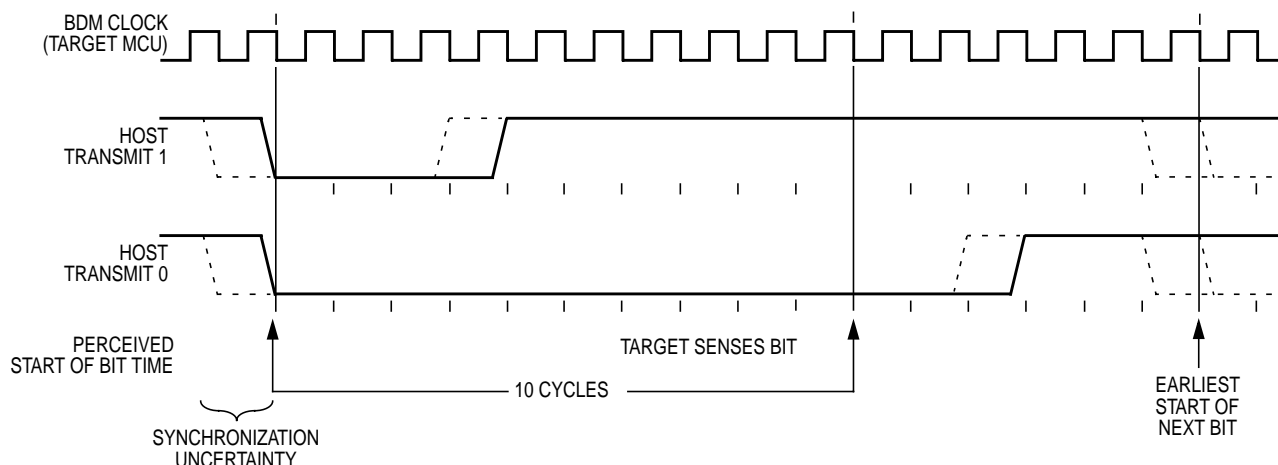 BDM CLOCK
(TARGET MCU)
HOST
TRANSMIT 1
HOST
TRANSMIT 0
PERCEIVED
START OF BIT TIME
TARGET SENSES BIT
10 CYCLES
EARLIEST
START OF
NEXT BIT
SYNCHRONIZATION
UNCERTAINTY